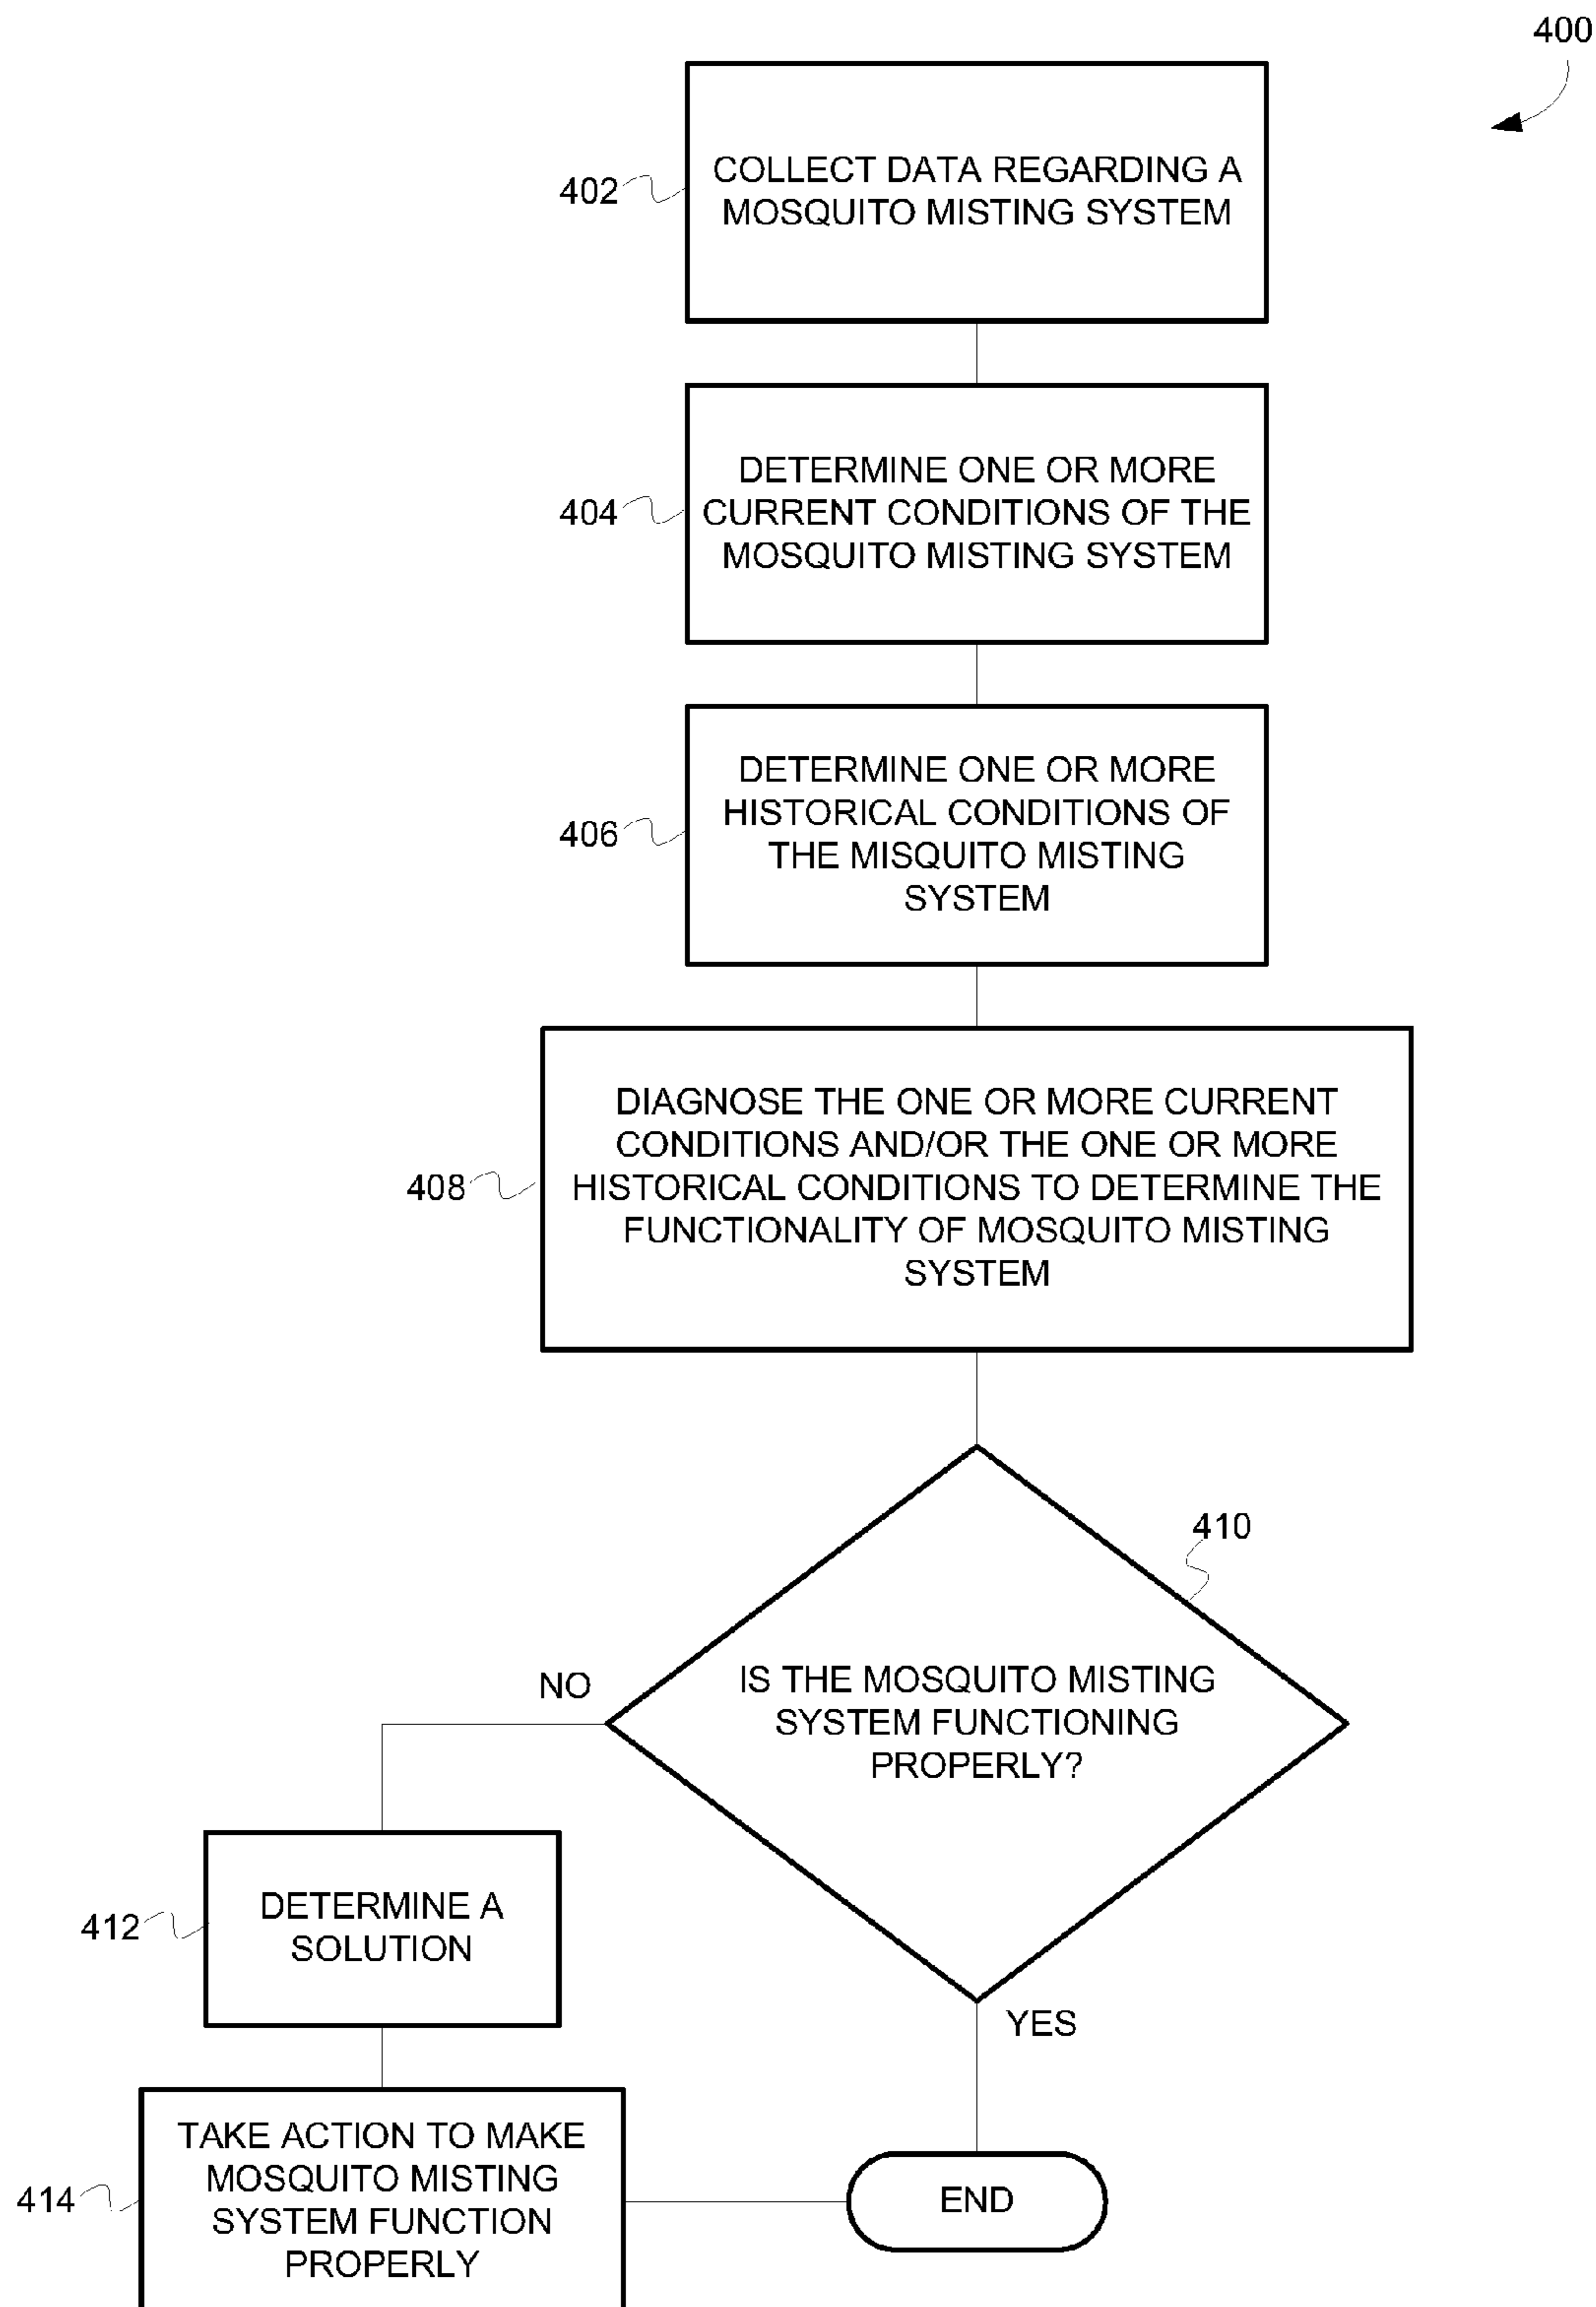 400
402
COLLECT DATA REGARDING A
MOSQUITO MISTING SYSTEM
404
DETERMINE ONE OR MORE
CURRENT CONDITIONS OF THE
MOSQUITO MISTING SYSTEM
406
DETERMINE ONE OR MORE
HISTORICAL CONDITIONS OF
THE MISQUITO MISTING
SYSTEM
408
DIAGNOSE THE ONE OR MORE CURRENT
CONDITIONS AND/OR THE ONE OR MORE
HISTORICAL CONDITIONS TO DETERMINE THE
FUNCTIONALITY OF MOSQUITO MISTING
SYSTEM
410
IS THE MOSQUITO MISTING
SYSTEM FUNCTIONING
PROPERLY?
NO
412
DETERMINE A
SOLUTION
YES
414
TAKE ACTION TO MAKE
MOSQUITO MISTING
SYSTEM FUNCTION
PROPERLY
END